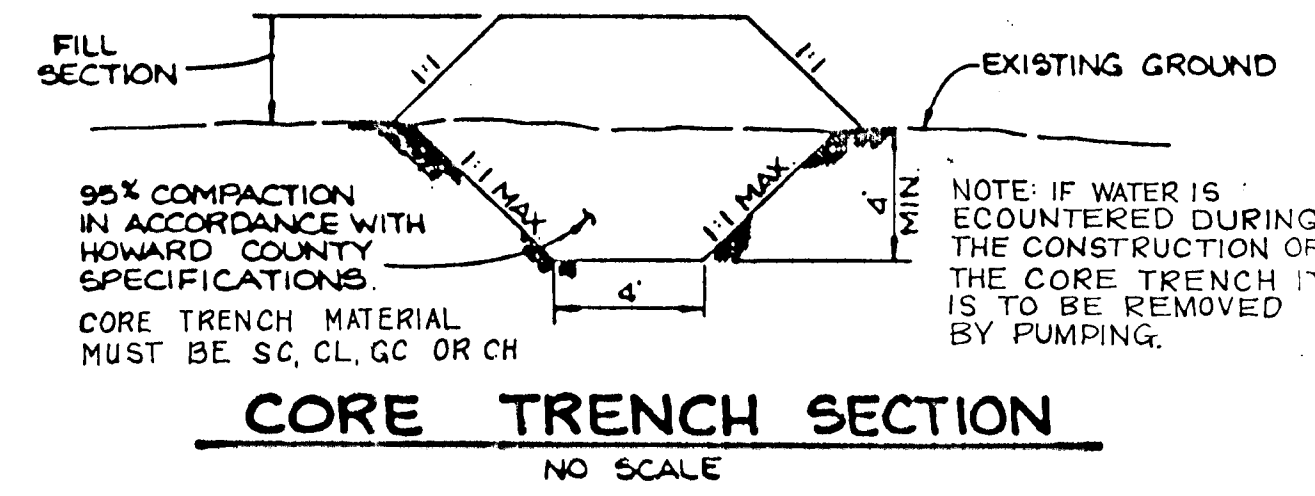 FILL
SECTION
1:1
1:1
EXISTING GROUND
95% COMPACTION
IN ACCORDANCE WITH
HOWARD COUNTY
SPECIFICATIONS.
CORE TRENCH MATERIAL
MUST BE SC, CL, GC OR CH
1:1 MAX.
1:1 MAX.
4'
4'
MIN.
NOTE: IF WATER IS
ECOUNTERED DURING
THE CONSTRUCTION OF
THE CORE TRENCH IT
IS TO BE REMOVED
BY PUMPING.
CORE TRENCH SECTION
NO SCALE